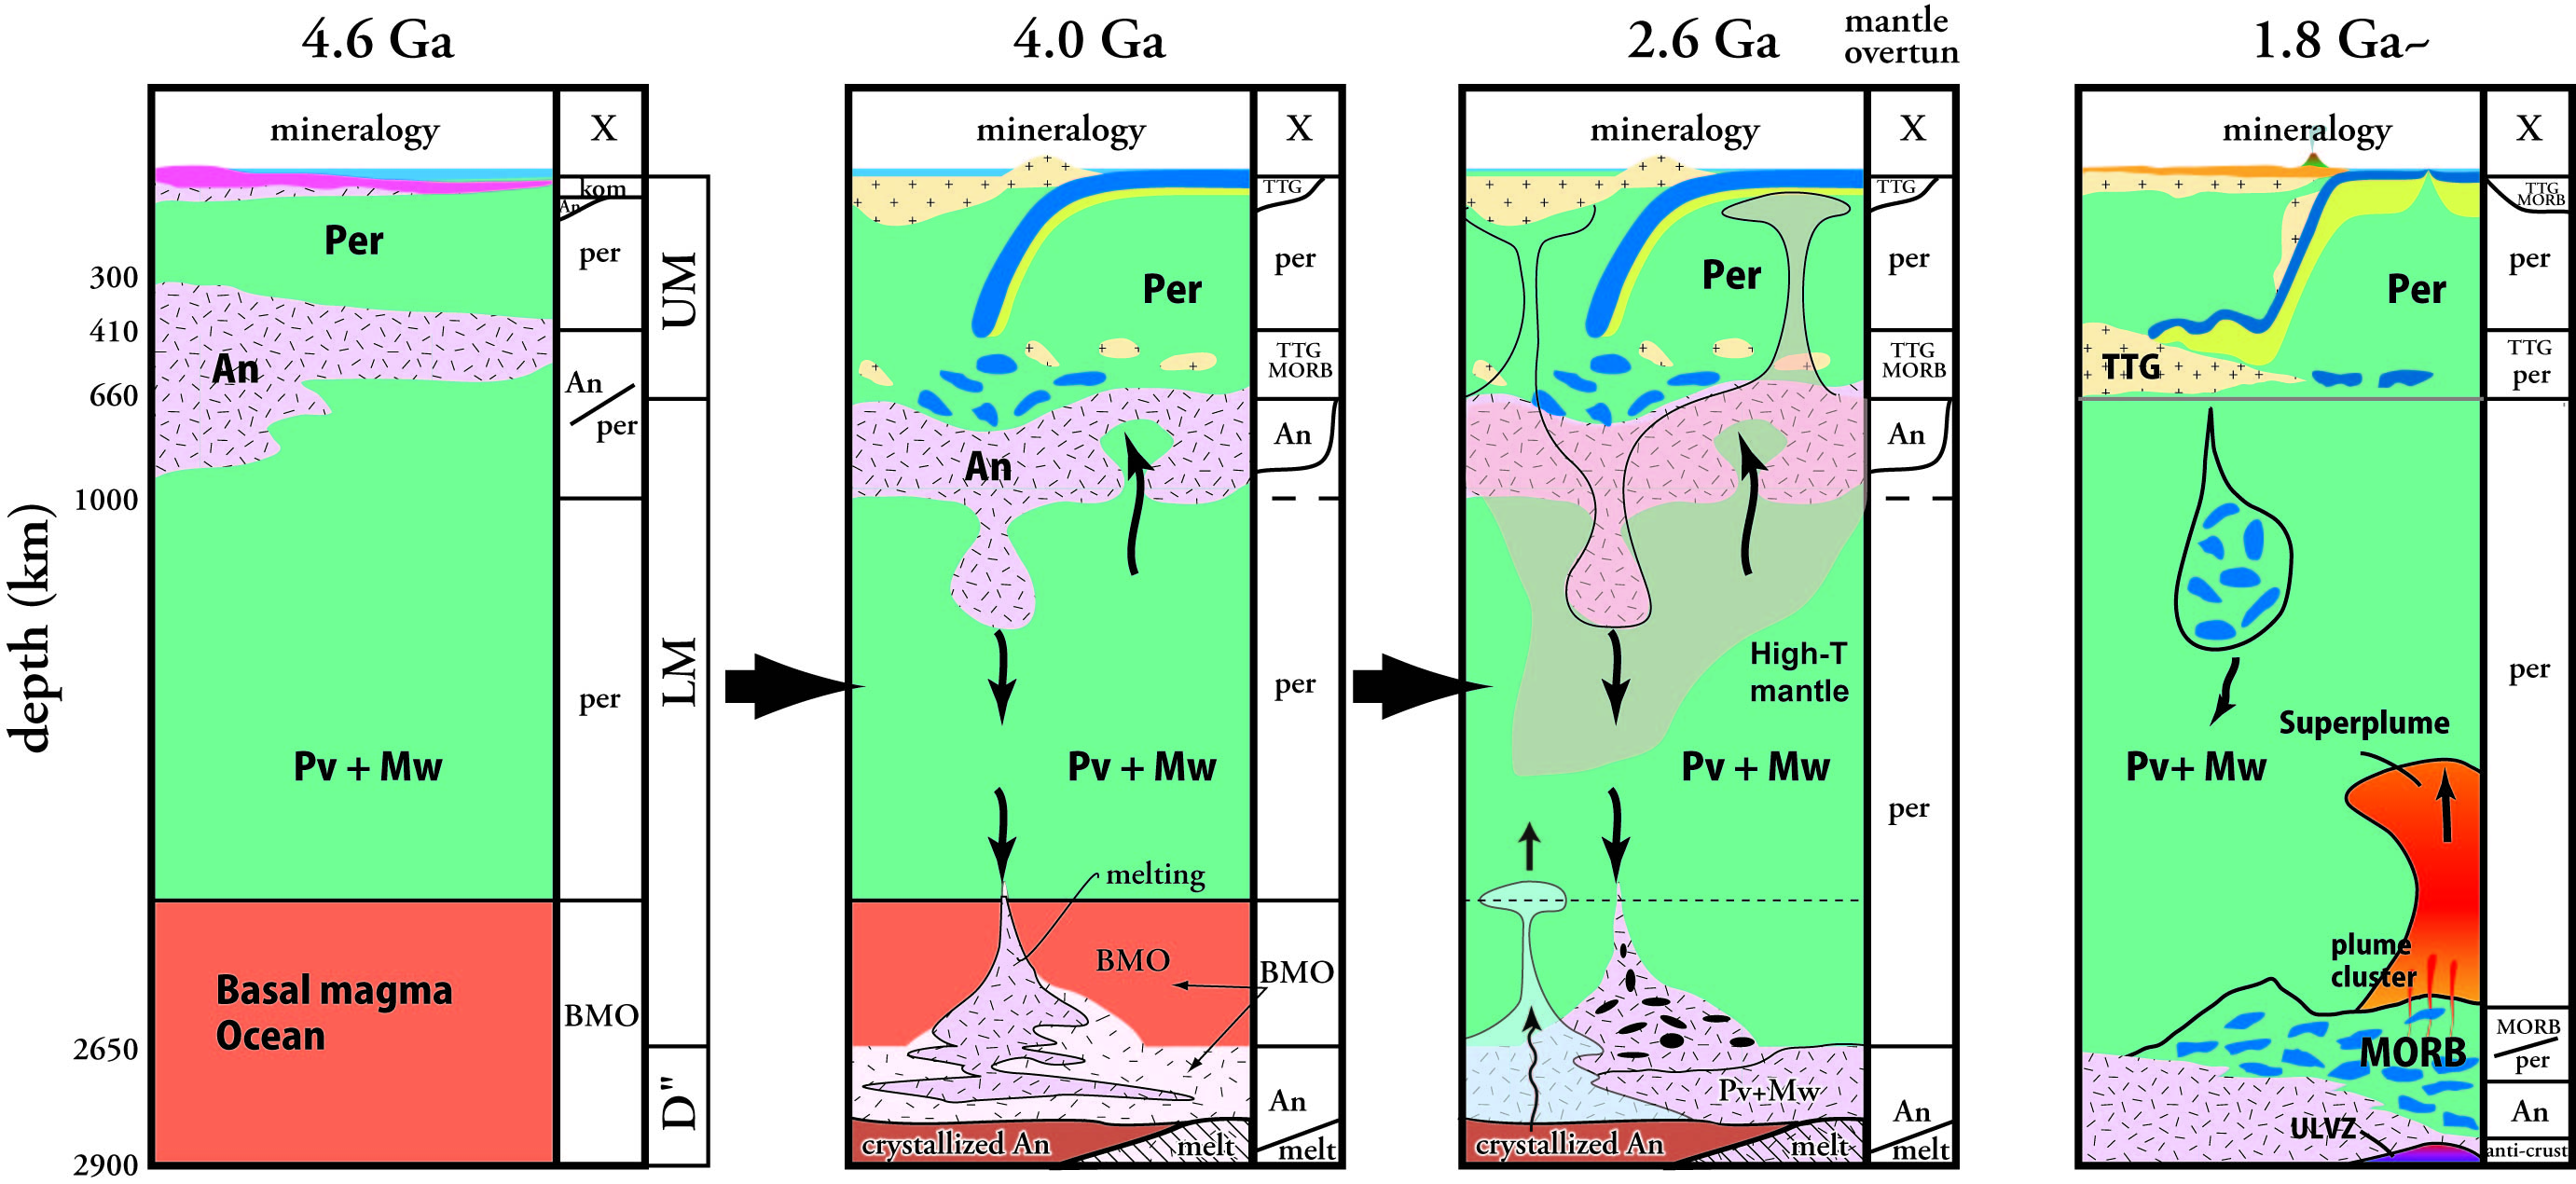 4.6 Ga
4.0 Ga
2.6 Ga
mantle
overtun
1.8 Ga~
depth (km)
300
410
660
1000
2650
2900
mineralogy
X
Per
An
Pv + Mw
Basal magma
Ocean
kom
An
per
An
per
per
BMO
UM
LM
D"
mineralogy
X
Per
An
Pv + Mw
melting
BMO
crystallized An
melt
TTG
per
TTG
MORB
An
per
BMO
An
melt
mineralogy
X
Per
High-T
mantle
Pv + Mw
Pv+Mw
crystallized An
melt
TTG
per
TTG
MORB
An
per
An
melt
mineralogy
X
Per
TTG
Superplume
Pv+ Mw
plume
cluster
MORB
ULVZ
TTG
MORB
per
TTG
per
per
MORB
per
An
anti-crust